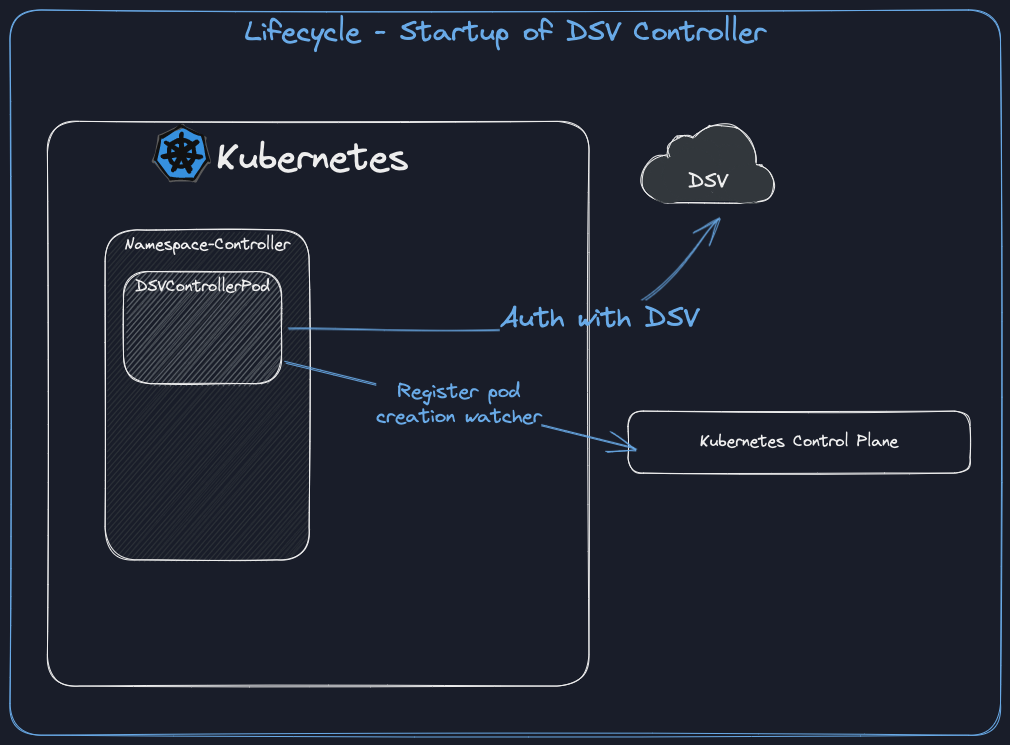 Lifecycle - Startup of DSV Controller
Kubernetes
DSV
Namespace-Controller
DSVControllerPod
Auth with DSV
Register pod
creation watcher
Kubernetes Control Plane